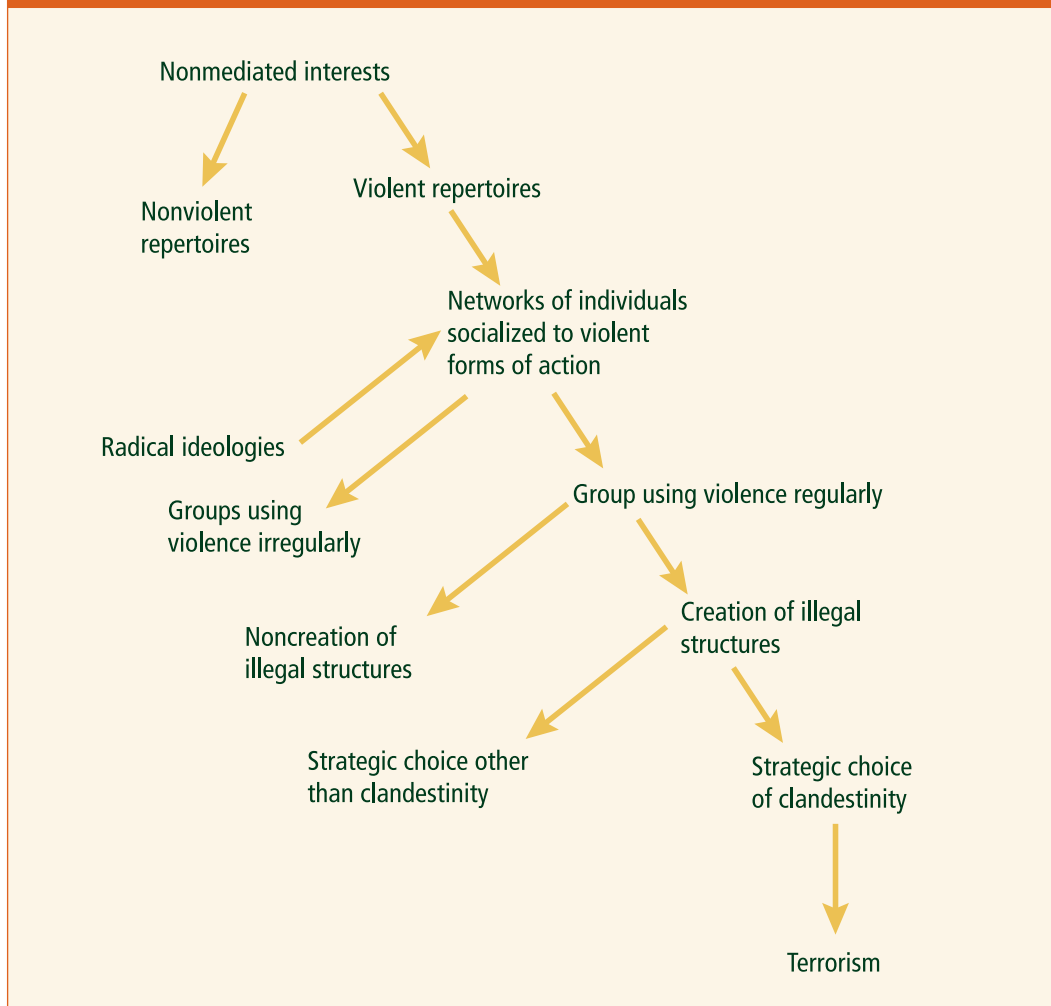 Nonmediated interests
Violent repertoires
Nonviolent
repertoires
Networks of individuals
socialized to violent
forms of action
Radical ideologies
Groups using
violence irregularly
Group using violence regularly
Noncreation of
illegal structures
Creation of illegal
structures
Strategic choice other
than clandestinity
Strategic choice
of clandestinity
Terrorism